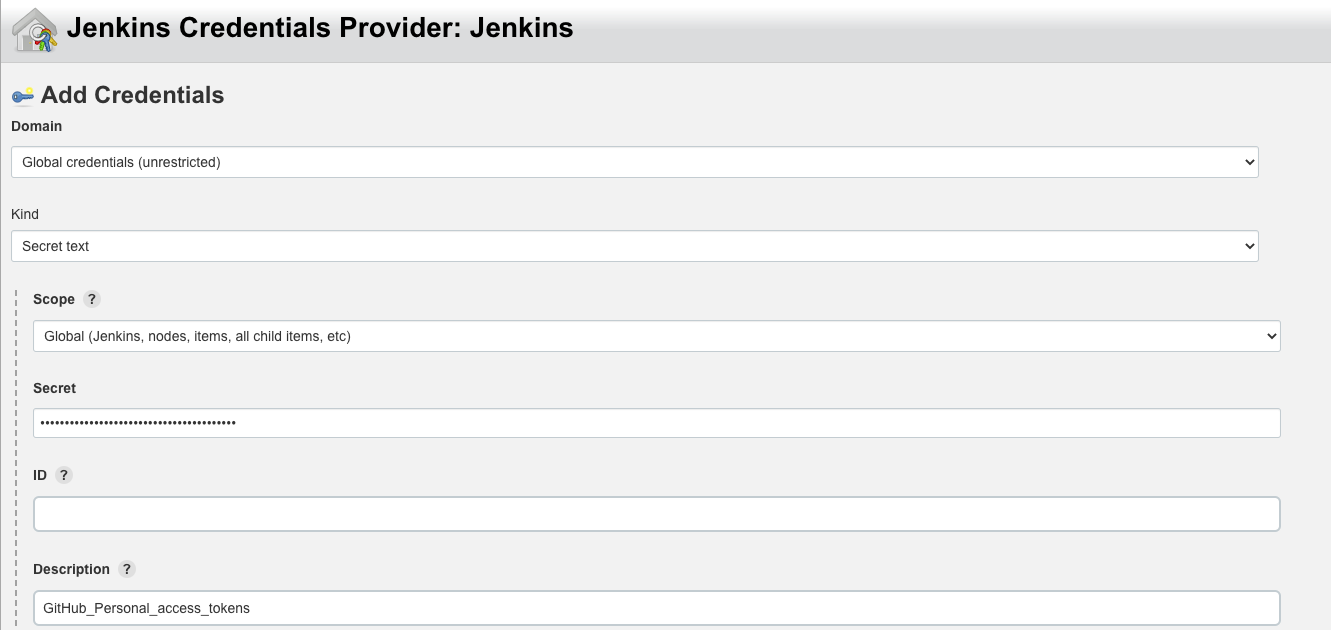 Jenkins Credentials Provider: Jenkins
Add Credentials
Domain
Global credentials (unrestricted)
Kind
Secret text
Scope ?
Global (Jenkins, nodes, items, all child items, etc)
Secret
••••••••••••••••••••••••••••••••••••••••
ID ?
Description ?
GitHub_Personal_access_tokens